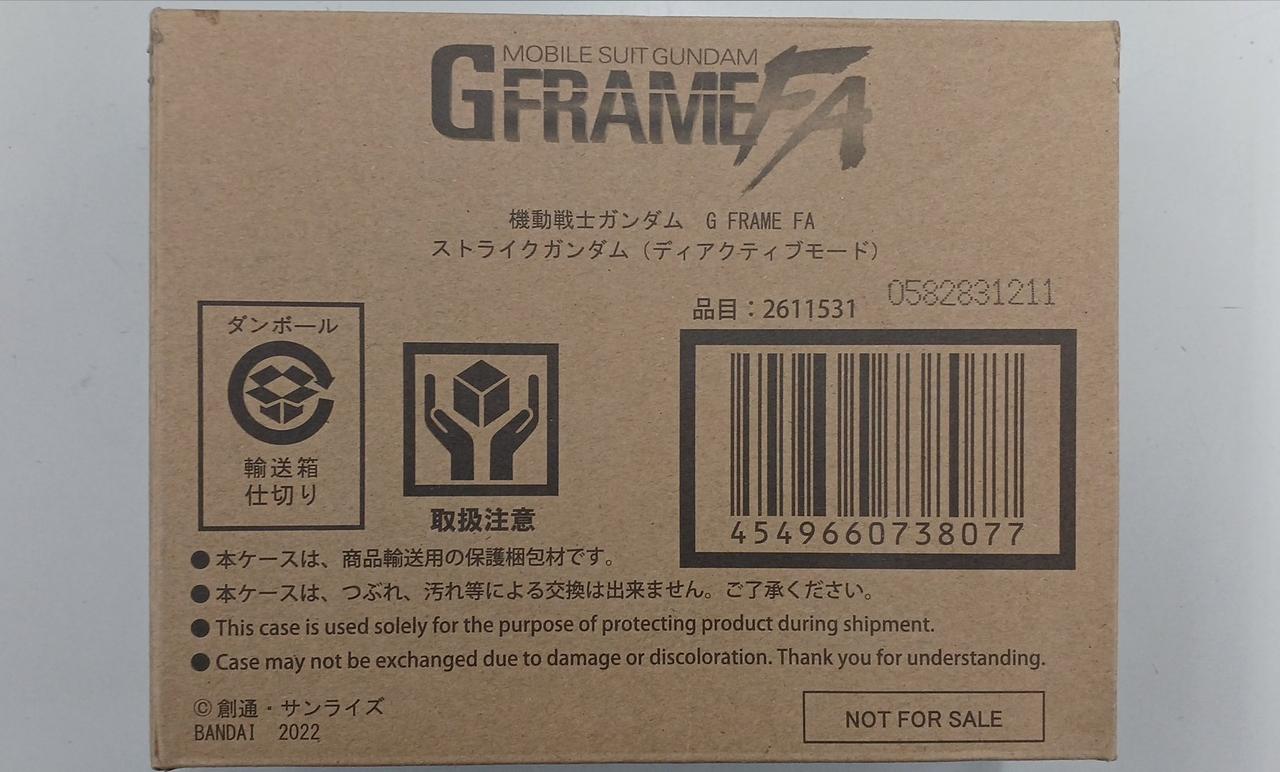 MOBILE SUIT GUNDAM
GFRAMEFA
機動戦士ガンダム G FRAME FA
ストライクガンダム（ディアクティブモード）
品目：2611531
0582831211
ダンボール
輸送箱
仕切り
取扱注意
4549660738077
●本ケースは、商品輸送用の保護梱包材です。
●本ケースは、つぶれ、汚れ等による交換は出来ません。ご了承ください。
●This case is used solely for the purpose of protecting product during shipment.
●Case may not be exchanged due to damage or discoloration. Thank you for understanding.
©創通・サンライズ
BANDAI 2022
NOT FOR SALE